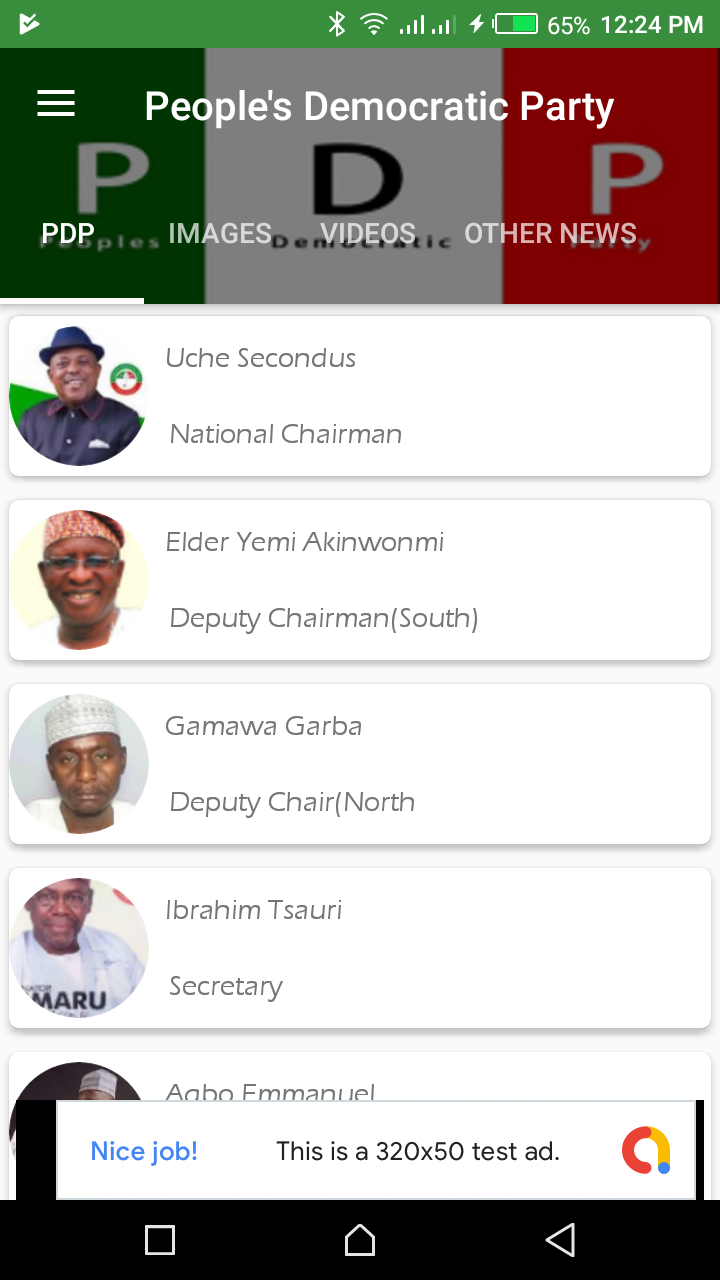 65% 12:24 PM
People's Democratic Party
P D P
Peoples Democratic Party
PDP IMAGES VIDEOS OTHER NEWS
Uche Secondus
National Chairman
Elder Yemi Akinwonmi
Deputy Chairman(South)
Gamawa Garba
Deputy Chair(North
Ibrahim Tsauri
Secretary
MARU
Agbo Emmanuel
Nice job! This is a 320x50 test ad.